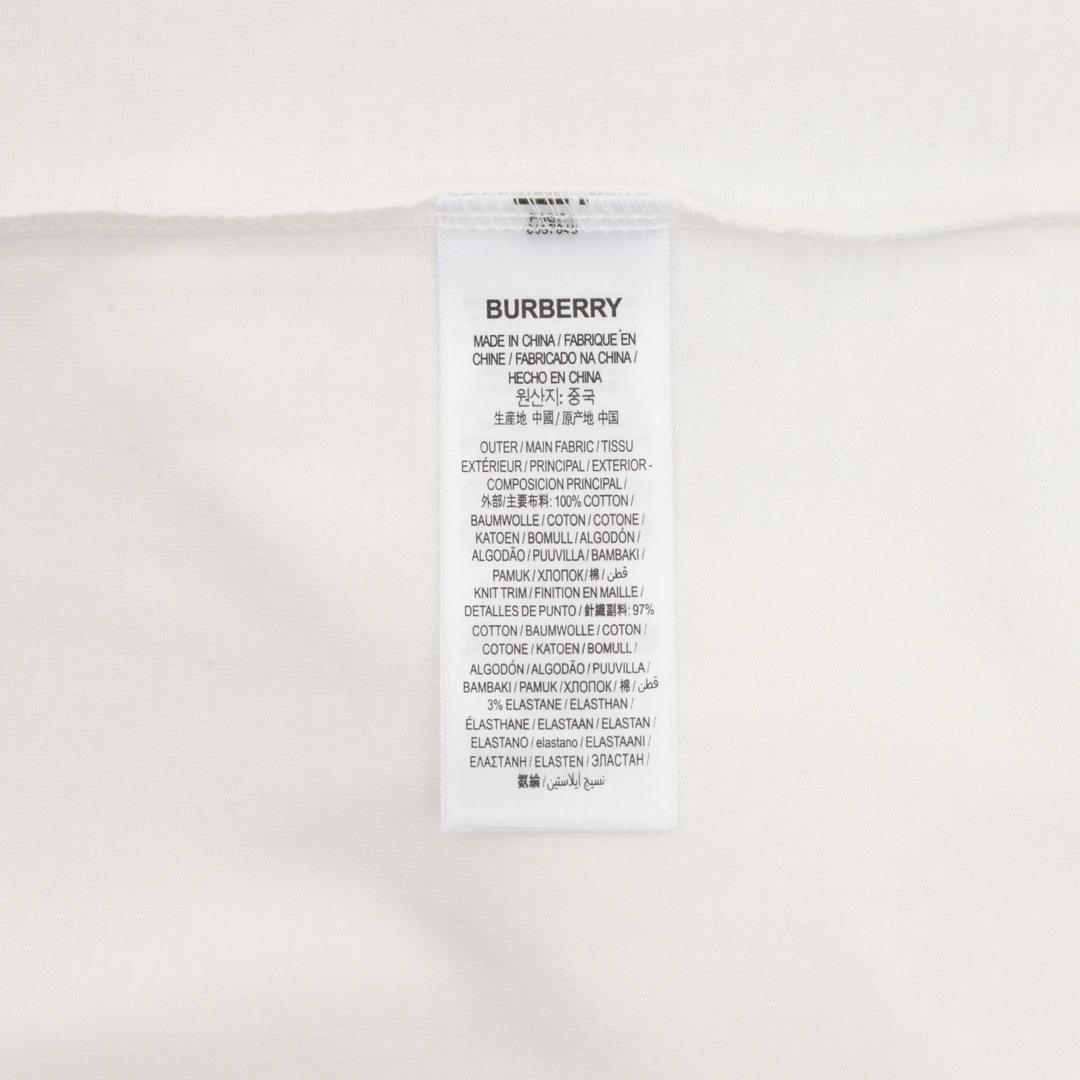 BURBERRY
MADE IN CHINA / FABRIQUE´EN
CHINE / FABRICADO NA CHINA /
HECHO EN CHINA
원산지: 중국
生産地 中國 / 原产地 中国
OUTER / MAIN FABRIC / TISSU
EXTÉRIEUR / PRINCIPAL / EXTERIOR -
COMPOSICION PRINCIPAL /
外部/主要布料: 100% COTTON /
BAUMWOLLE / COTON / COTONE /
KATOEN / BOMULL / ALGODÓN /
ALGODÃO / PUUVILLA / BAMBAKI /
PAMUK / ХЛОПОК / 棉 / قطن
KNIT TRIM / FINITION EN MAILLE /
DETALLES DE PUNTO / 針織副料: 97%
COTTON / BAUMWOLLE / COTON /
COTONE / KATOEN / BOMULL /
ALGODÓN / ALGODÃO / PUUVILLA /
BAMBAKI / PAMUK / ХЛОПОК / 棉 / قطن
3% ELASTANE / ELASTHAN /
ÉLASTHANE / ELASTAAN / ELASTAN /
ELASTANO / elastano / ELASTAANI /
ΕΛΑΣΤΑΝΗ / ELASTEN / ЭЛАСТАН /
氨綸 / نسيج إيلاستين